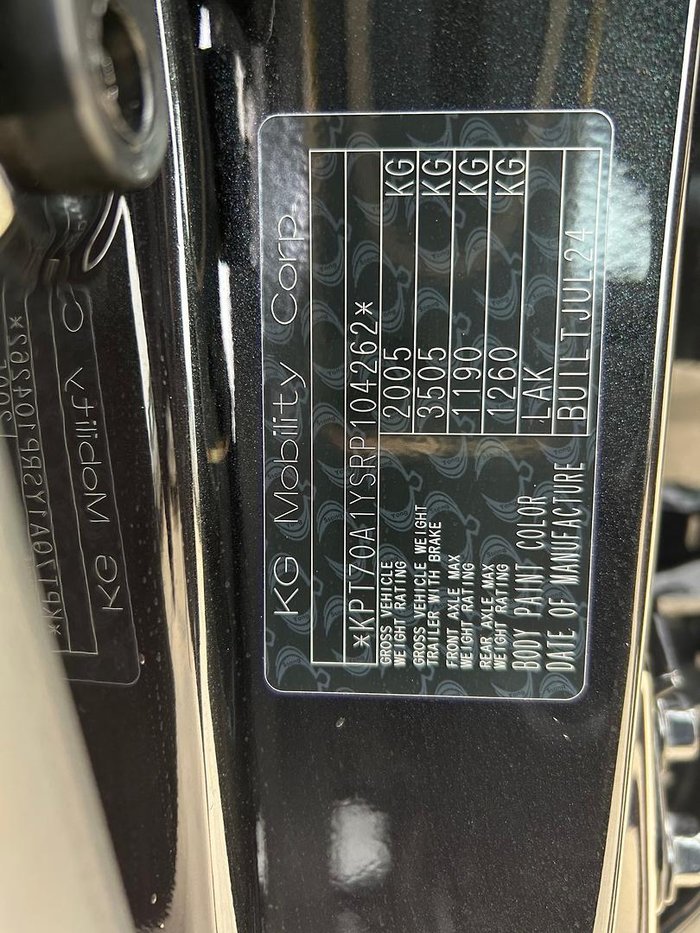 KG Mobility Corp.
*KPT70A1YSRP104262*
GROSS VEHICLE WEIGHT RATING 2005 KG
GROSS VEHICLE WEIGHT TRAILER WITH BRAKE 3505 KG
FRONT AXLE MAX WEIGHT RATING 1190 KG
REAR AXLE MAX WEIGHT RATING 1260 KG
BODY PAINT COLOR LAK
DATE OF MANUFACTURE BUILT JUL 24